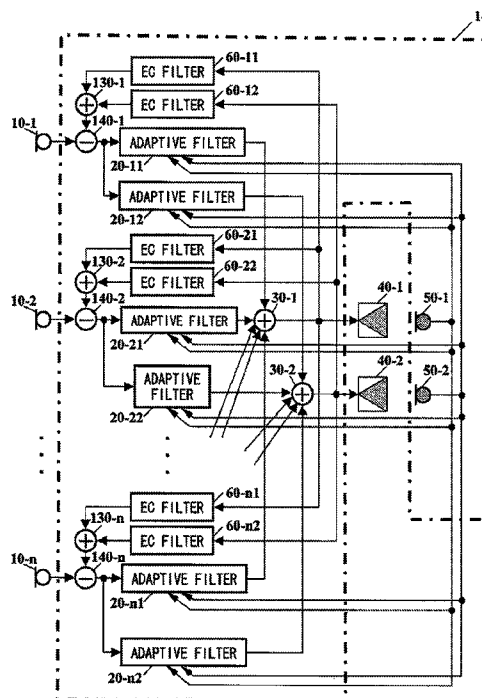 1
60-11
EC FILTER
130-1
60-12
EC FILTER
10-1
140-1
ADAPTIVE FILTER
20-11
ADAPTIVE FILTER
20-12
60-21
EC FILTER
130-2
60-22
EC FILTER
10-2
140-2
30-1
40-1
50-1
ADAPTIVE FILTER
20-21
30-2
40-2
50-2
ADAPTIVE
FILTER
20-22
60-n1
EC FILTER
130-n
60-n2
EC FILTER
10-n
140-n
ADAPTIVE FILTER
20-n1
ADAPTIVE FILTER
20-n2